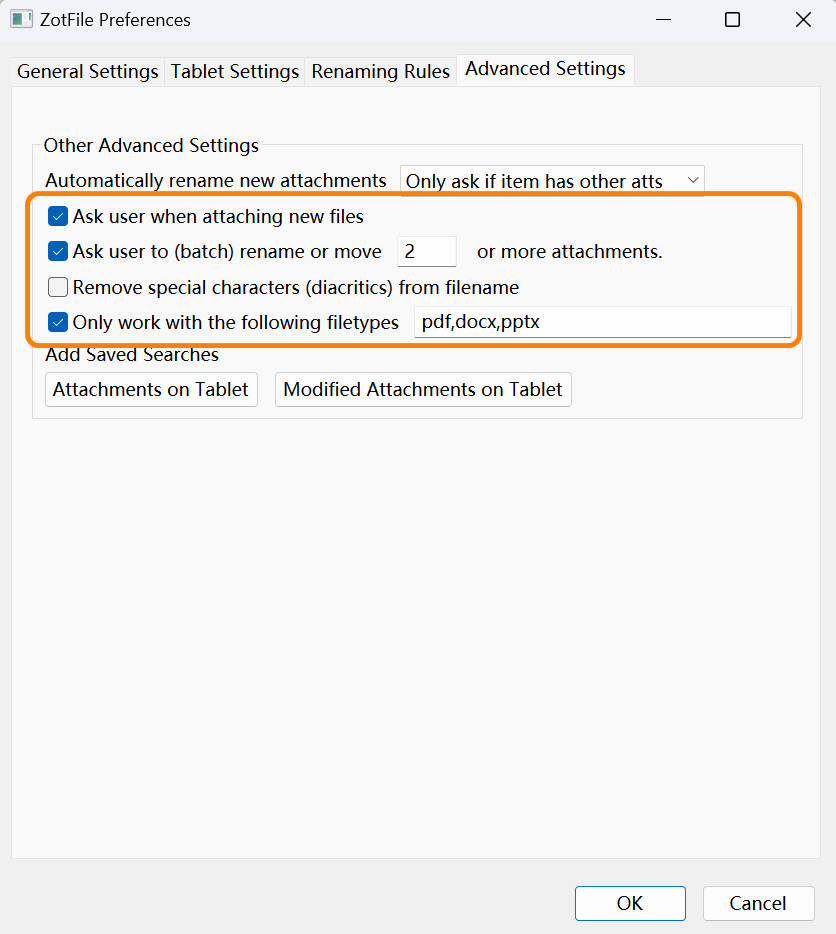 ZotFile Preferences
General Settings Tablet Settings Renaming Rules Advanced Settings
Other Advanced Settings
Automatically rename new attachments Only ask if item has other atts
Ask user when attaching new files
Ask user to (batch) rename or move 2 or more attachments.
Remove special characters (diacritics) from filename
Only work with the following filetypes pdf,docx,pptx
Add Saved Searches
Attachments on Tablet Modified Attachments on Tablet
OK Cancel